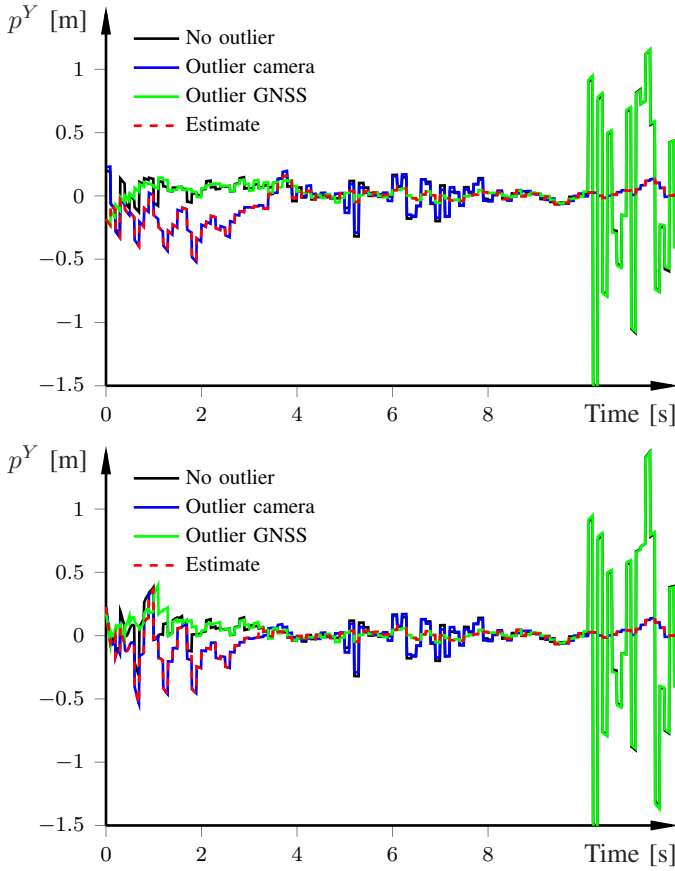 p^Y [m]
No outlier
Outlier camera
Outlier GNSS
Estimate
1
0.5
0
−0.5
−1
−1.5
0 2 4 6 8 Time [s]
p^Y [m]
No outlier
Outlier camera
Outlier GNSS
Estimate
1
0.5
0
−0.5
−1
−1.5
0 2 4 6 8 Time [s]